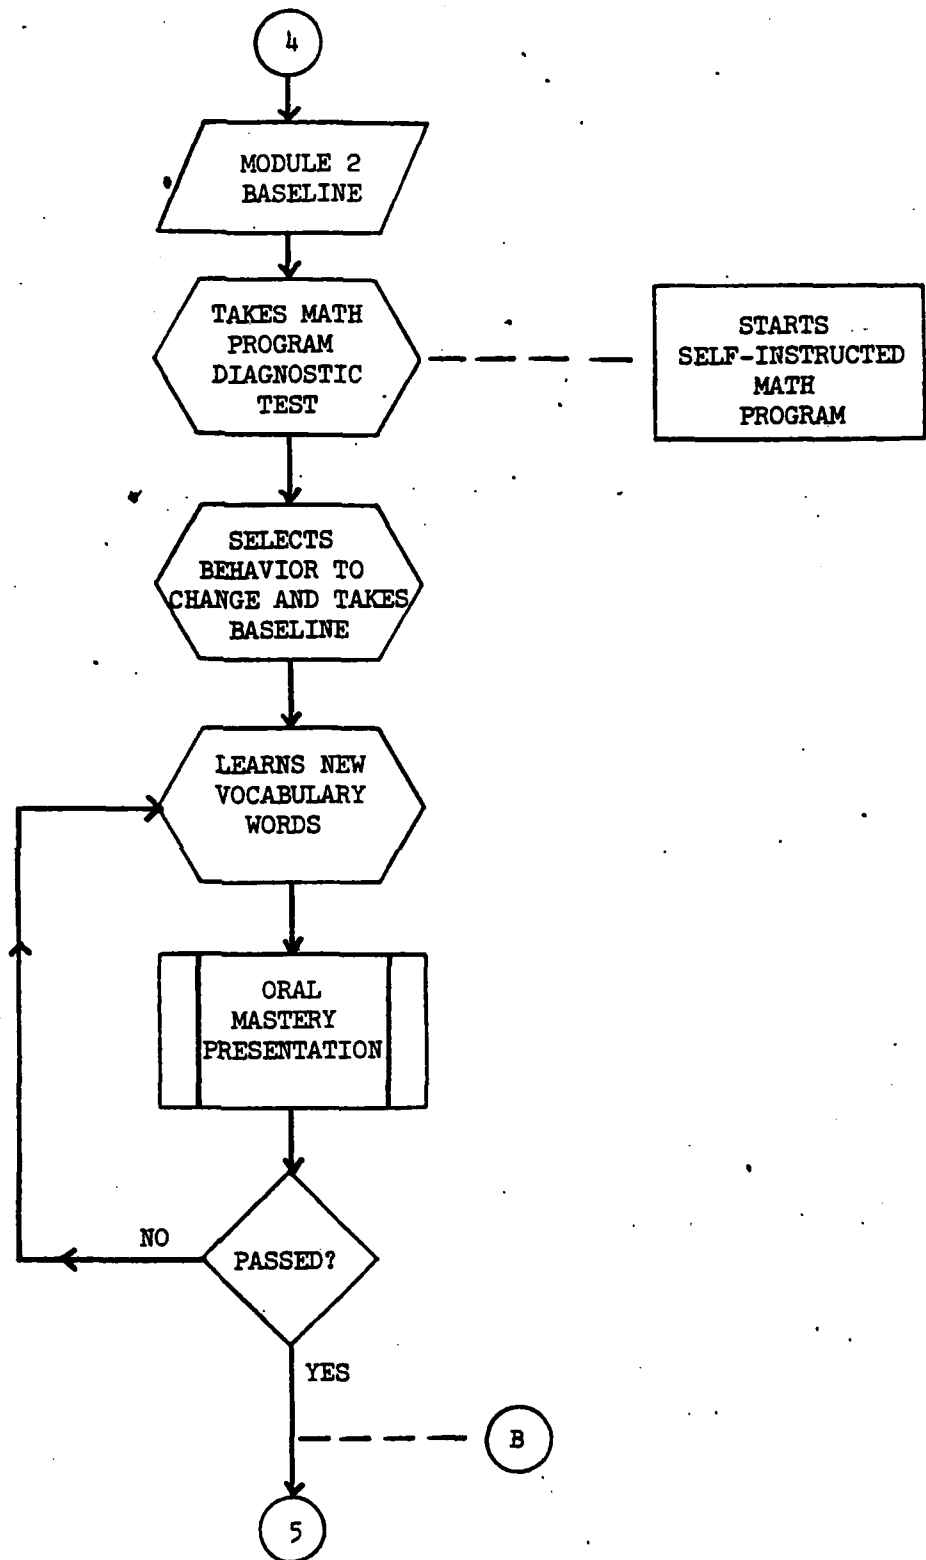 4
MODULE 2
BASELINE
TAKES MATH
PROGRAM
DIAGNOSTIC
TEST
STARTS
SELF-INSTRUCTED
MATH
PROGRAM
SELECTS
BEHAVIOR TO
CHANGE AND TAKES
BASELINE
LEARNS NEW
VOCABULARY
WORDS
ORAL
MASTERY
PRESENTATION
NO
PASSED?
YES
B
5